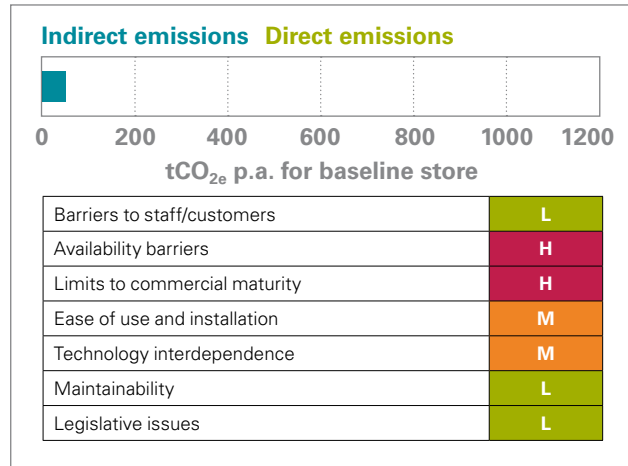 Indirect emissions Direct emissions
0 200 400 600 800 1000 1200
tCO2e p.a. for baseline store
Barriers to staff/customers L
Availability barriers H
Limits to commercial maturity H
Ease of use and installation M
Technology interdependence M
Maintainability L
Legislative issues L